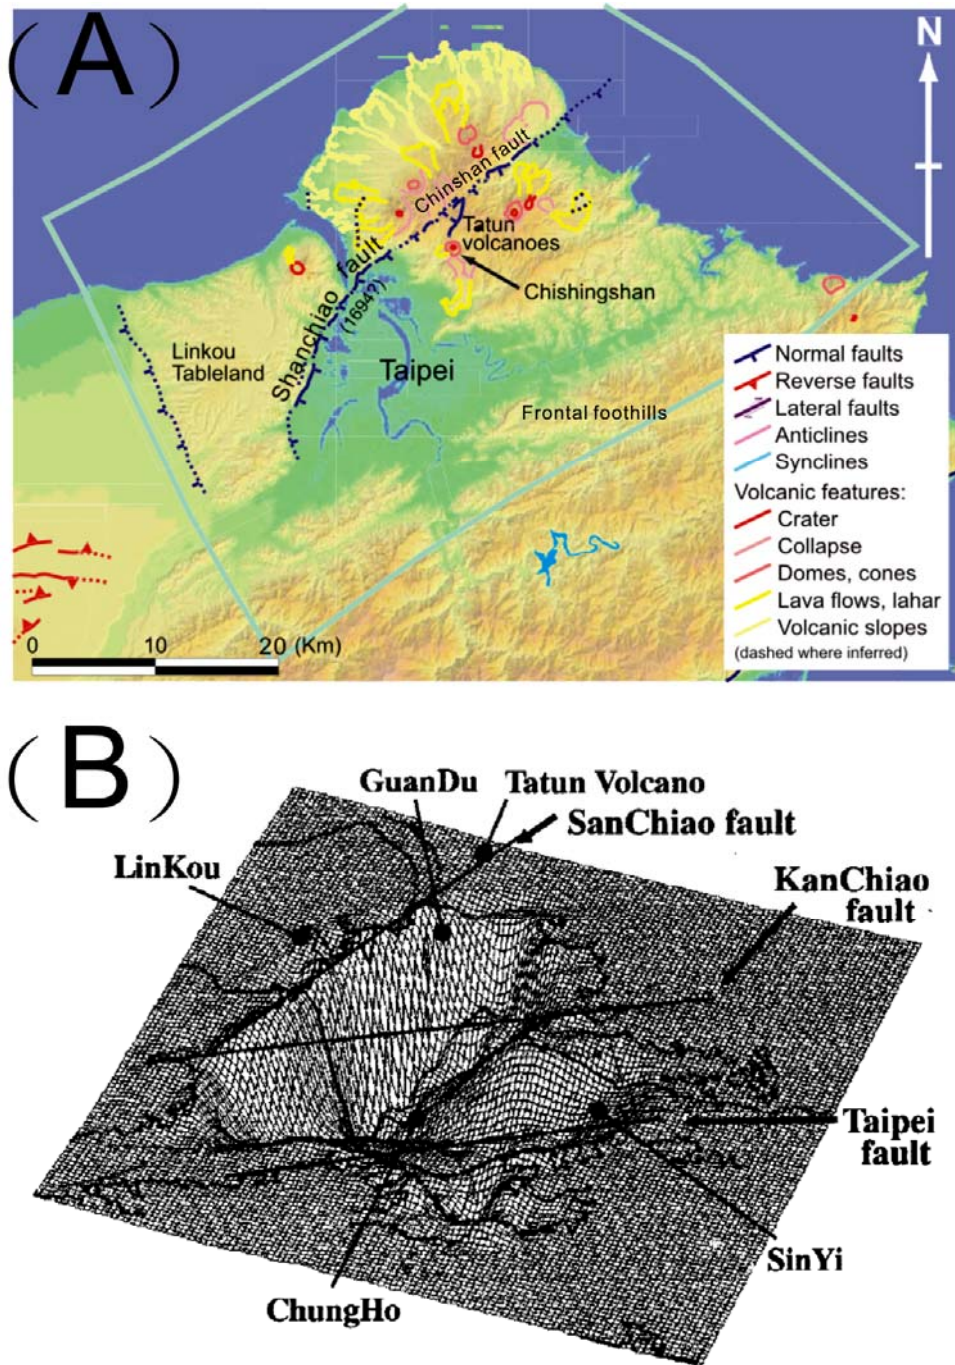 (A)
N
Chinshan fault
Tatun
volcanoes
Shanchiao fault
(1694?)
Chishingshan
Linkou
Tableland
Taipei
Frontal foothills
Normal faults
Reverse faults
Lateral faults
Anticlines
Synclines
Volcanic features:
Crater
Collapse
Domes, cones
Lava flows, lahar
Volcanic slopes
(dashed where inferred)
0 10 20 (Km)
(B)
GuanDu
Tatun Volcano
SanChiao fault
LinKou
KanChiao
fault
Taipei
fault
SinYi
ChungHo